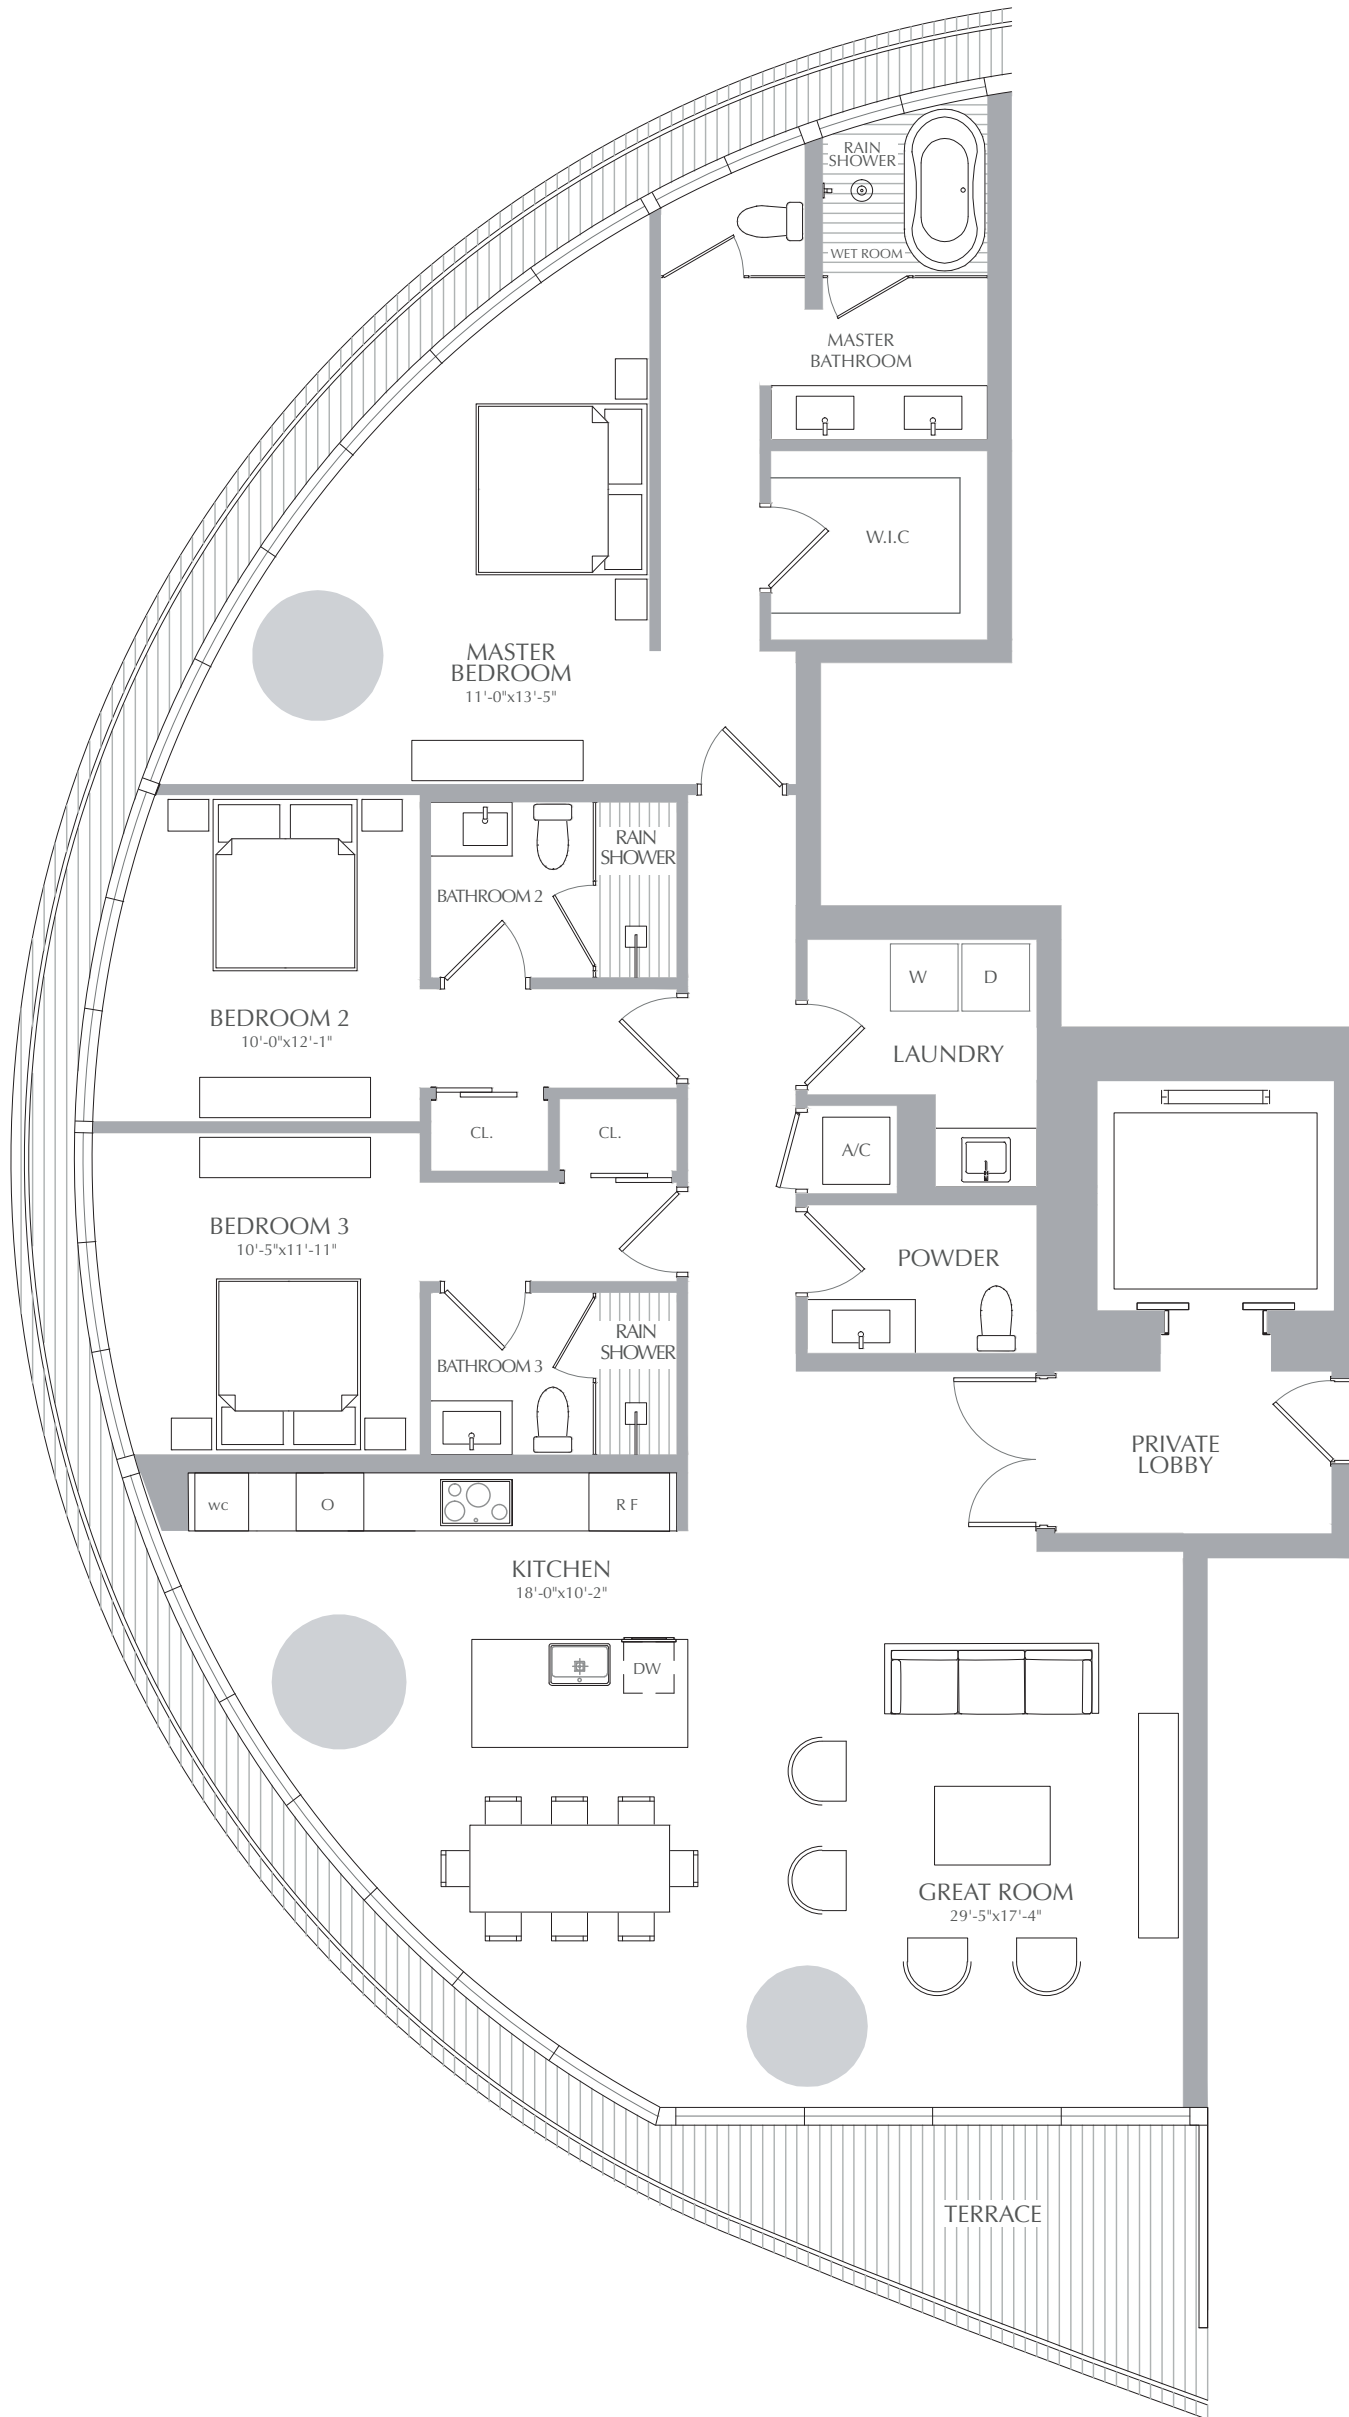 RAIN
SHOWER
WET ROOM
MASTER
BATHROOM
W.I.C
MASTER
BEDROOM
11'-0"x13'-5"
RAIN
SHOWER
BATHROOM 2
W
D
BEDROOM 2
10'-0"x12'-1"
LAUNDRY
CL.
CL.
A/C
BEDROOM 3
10'-5"x11'-11"
POWDER
RAIN
SHOWER
BATHROOM 3
PRIVATE
LOBBY
wc
O
R F
KITCHEN
18'-0"x10'-2"
DW
GREAT ROOM
29'-5"x17'-4"
TERRACE